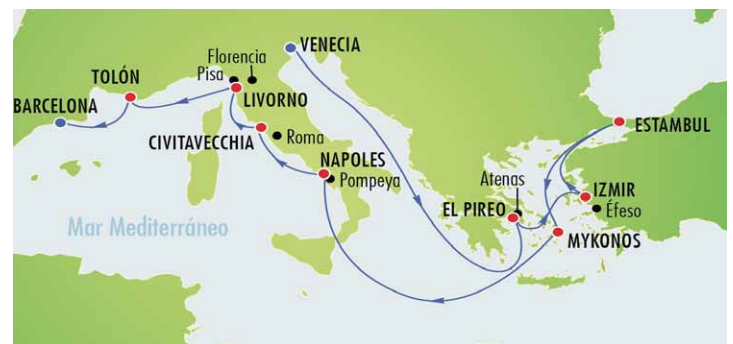 VENECIA
Florencia
Pisa
TOLÓN
LIVORNO
BARCELONA
ESTAMBUL
CIVITAVECCHIA
Roma
NAPOLES
Pompeya
Atenas
IZMIR
EL PIREO
Éfeso
Mar Mediterráneo
MYKONOS